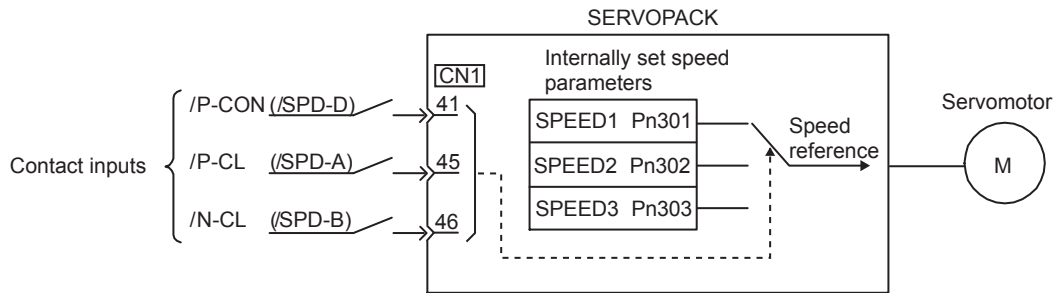 SERVOPACK
Internally set speed
parameters
CN1
/P-CON (/SPD-D) 41
SPEED1 Pn301
Speed
reference
Servomotor
Contact inputs
/P-CL (/SPD-A) 45
SPEED2 Pn302
M
/N-CL (/SPD-B) 46
SPEED3 Pn303